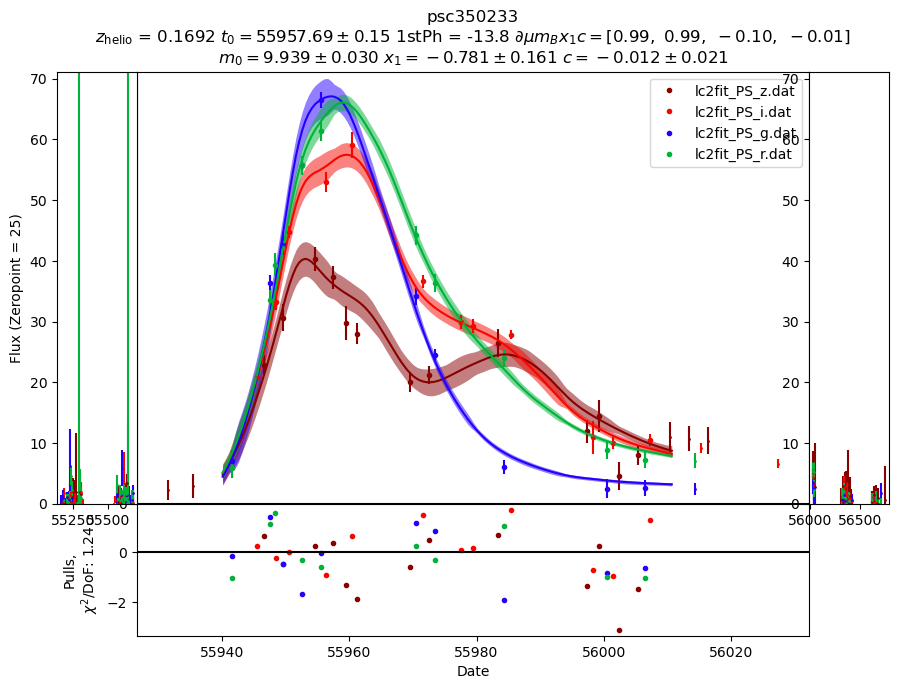 psc350233
z_helio = 0.1692 t_0 = 55957.69 ± 0.15 1stPh = -13.8 ∂μm_Bx_1c = [0.99, 0.99, −0.10, −0.01]
m_0 = 9.939 ± 0.030 x_1 = −0.781 ± 0.161 c = −0.012 ± 0.021
Flux (Zeropoint = 25)
70
60
50
40
30
20
10
0
lc2fit_PS_z.dat
lc2fit_PS_i.dat
lc2fit_PS_g.dat
lc2fit_PS_r.dat
70
60
50
40
30
20
10
0
55250
55500
56000
56500
Pulls,
χ²/DoF: 1.24
0
−2
55940
55960
55980
56000
56020
Date